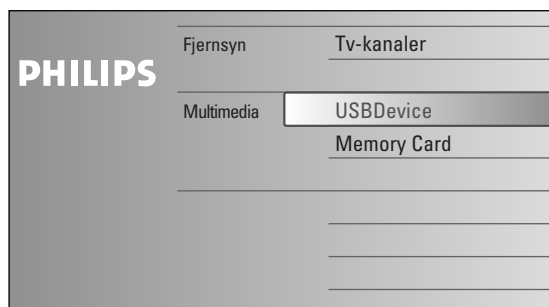 PHILIPS
Fjernsyn Tv-kanaler
Multimedia USBDevice
Memory Card